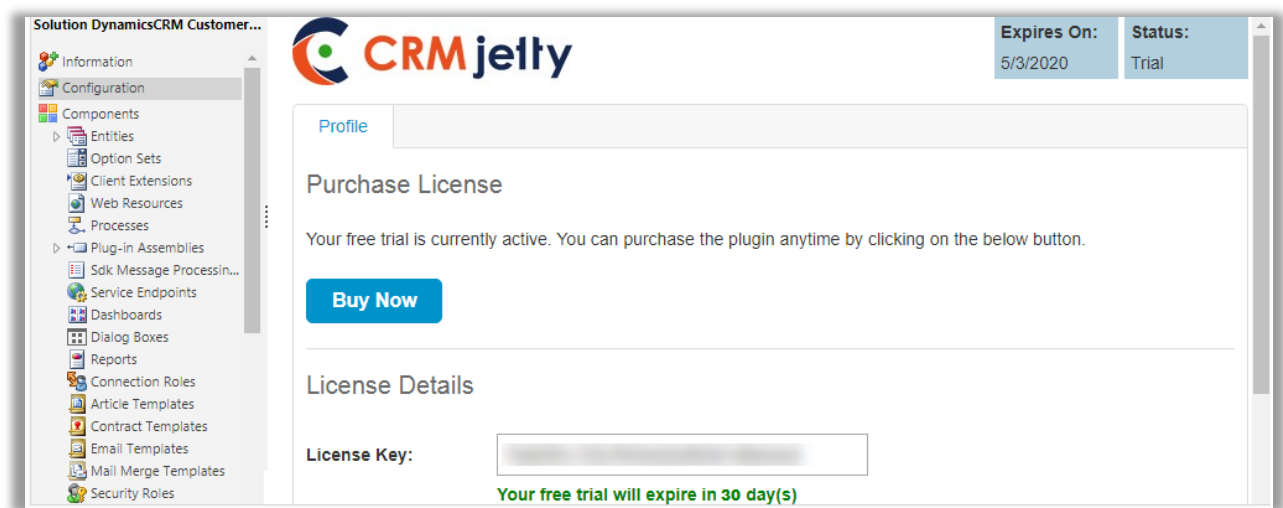 Solution DynamicsCRM Customer...
Information
Configuration
Components
Entities
Option Sets
Client Extensions
Web Resources
Processes
Plug-in Assemblies
Sdk Message Processin...
Service Endpoints
Dashboards
Dialog Boxes
Reports
Connection Roles
Article Templates
Contract Templates
Email Templates
Mail Merge Templates
Security Roles
CRMjetty
Expires On:
5/3/2020
Status:
Trial
Profile
Purchase License
Your free trial is currently active. You can purchase the plugin anytime by clicking on the below button.
Buy Now
License Details
License Key:
Your free trial will expire in 30 day(s)